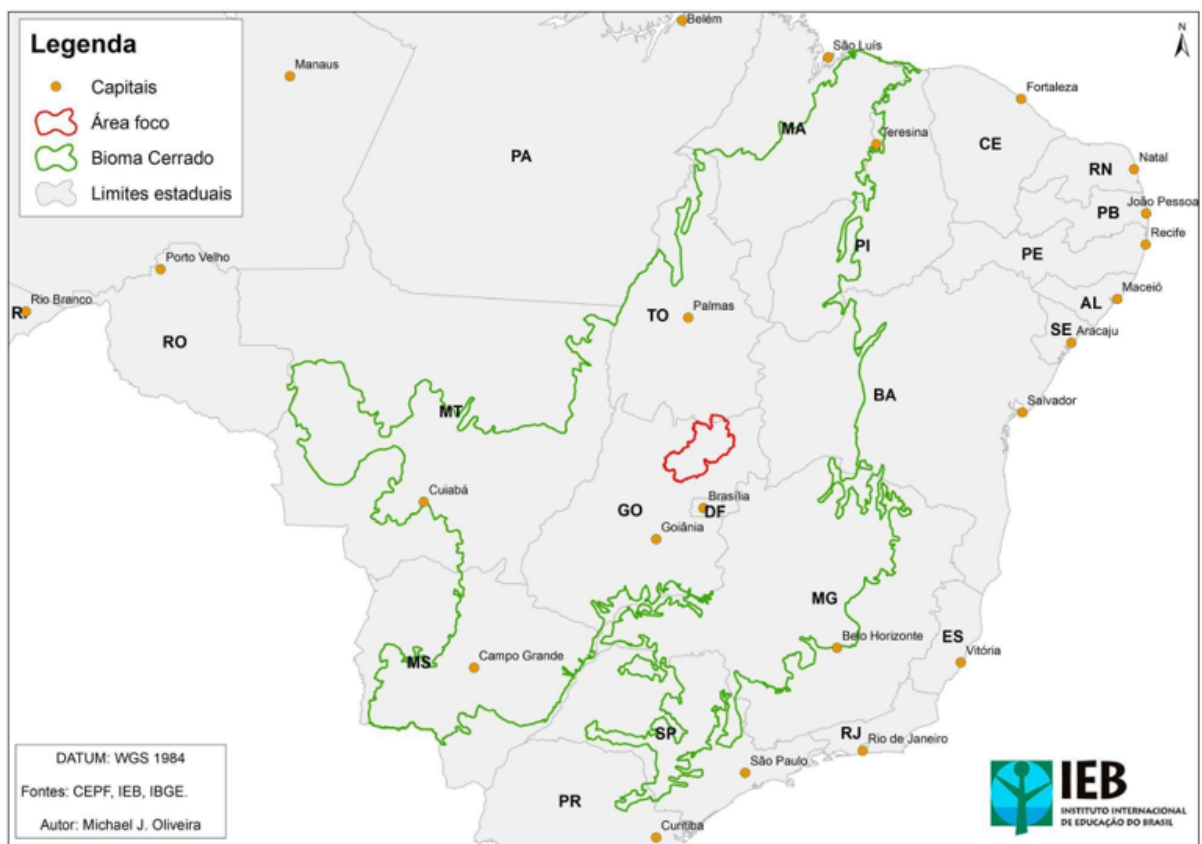 Legenda
Capitais
Área foco
Bioma Cerrado
Limites estaduais
N
Belém
São Luís
Manaus
Fortaleza
MA
Teresina
CE
PA
RN
Natal
João Pessoa
PB
Recife
PI
PE
Porto Velho
Maceió
AL
Rio Branco
R.
Palmas
TO
SE
Aracaju
RO
BA
MT
Salvador
Cuiabá
Brasília
GO
DF
Goiânia
MG
Belo Horizonte
ES
Vitória
MS
Campo Grande
SP
RJ
Rio de Janeiro
São Paulo
PR
Curitiba
DATUM: WGS 1984
Fontes: CEPF, IEB, IBGE.
Autor: Michael J. Oliveira
IEB
INSTITUTO INTERNACIONAL
DE EDUCAÇÃO DO BRASIL